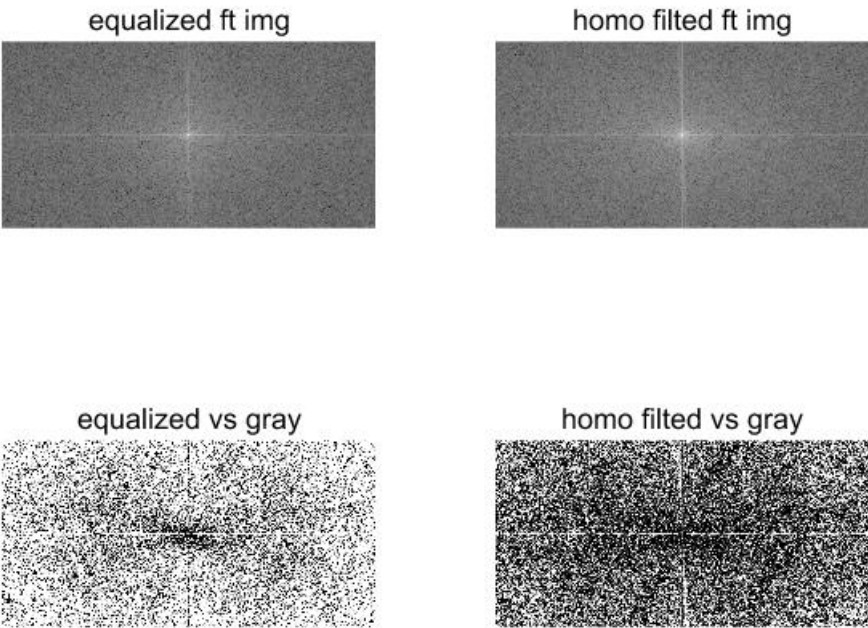 equalized ft img
homo filted ft img
equalized vs gray
homo filted vs gray